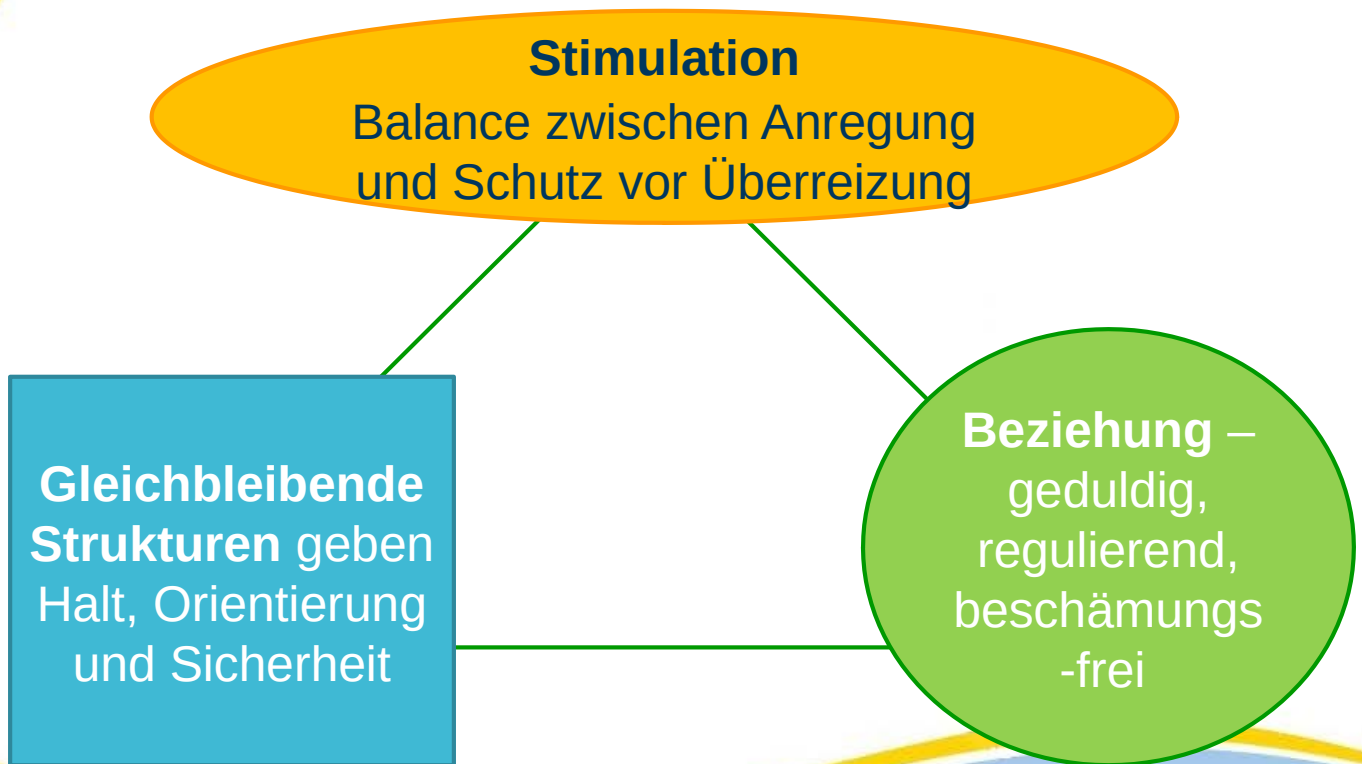 Stimulation
Balance zwischen Anregung
und Schutz vor Überreizung
Gleichbleibende
Strukturen geben
Halt, Orientierung
und Sicherheit
Beziehung –
geduldig,
regulierend,
beschämungs
-frei